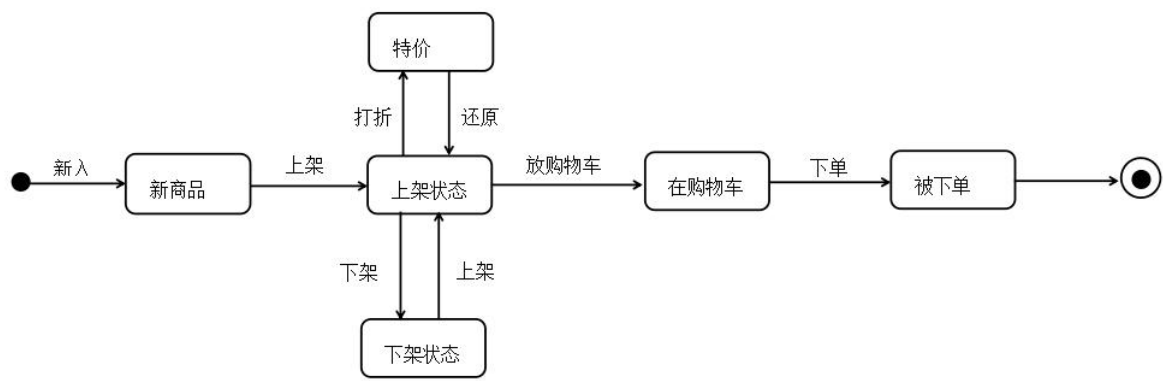 特价
打折
还原
新入
新商品
上架
上架状态
放购物车
在购物车
下单
被下单
下架
上架
下架状态